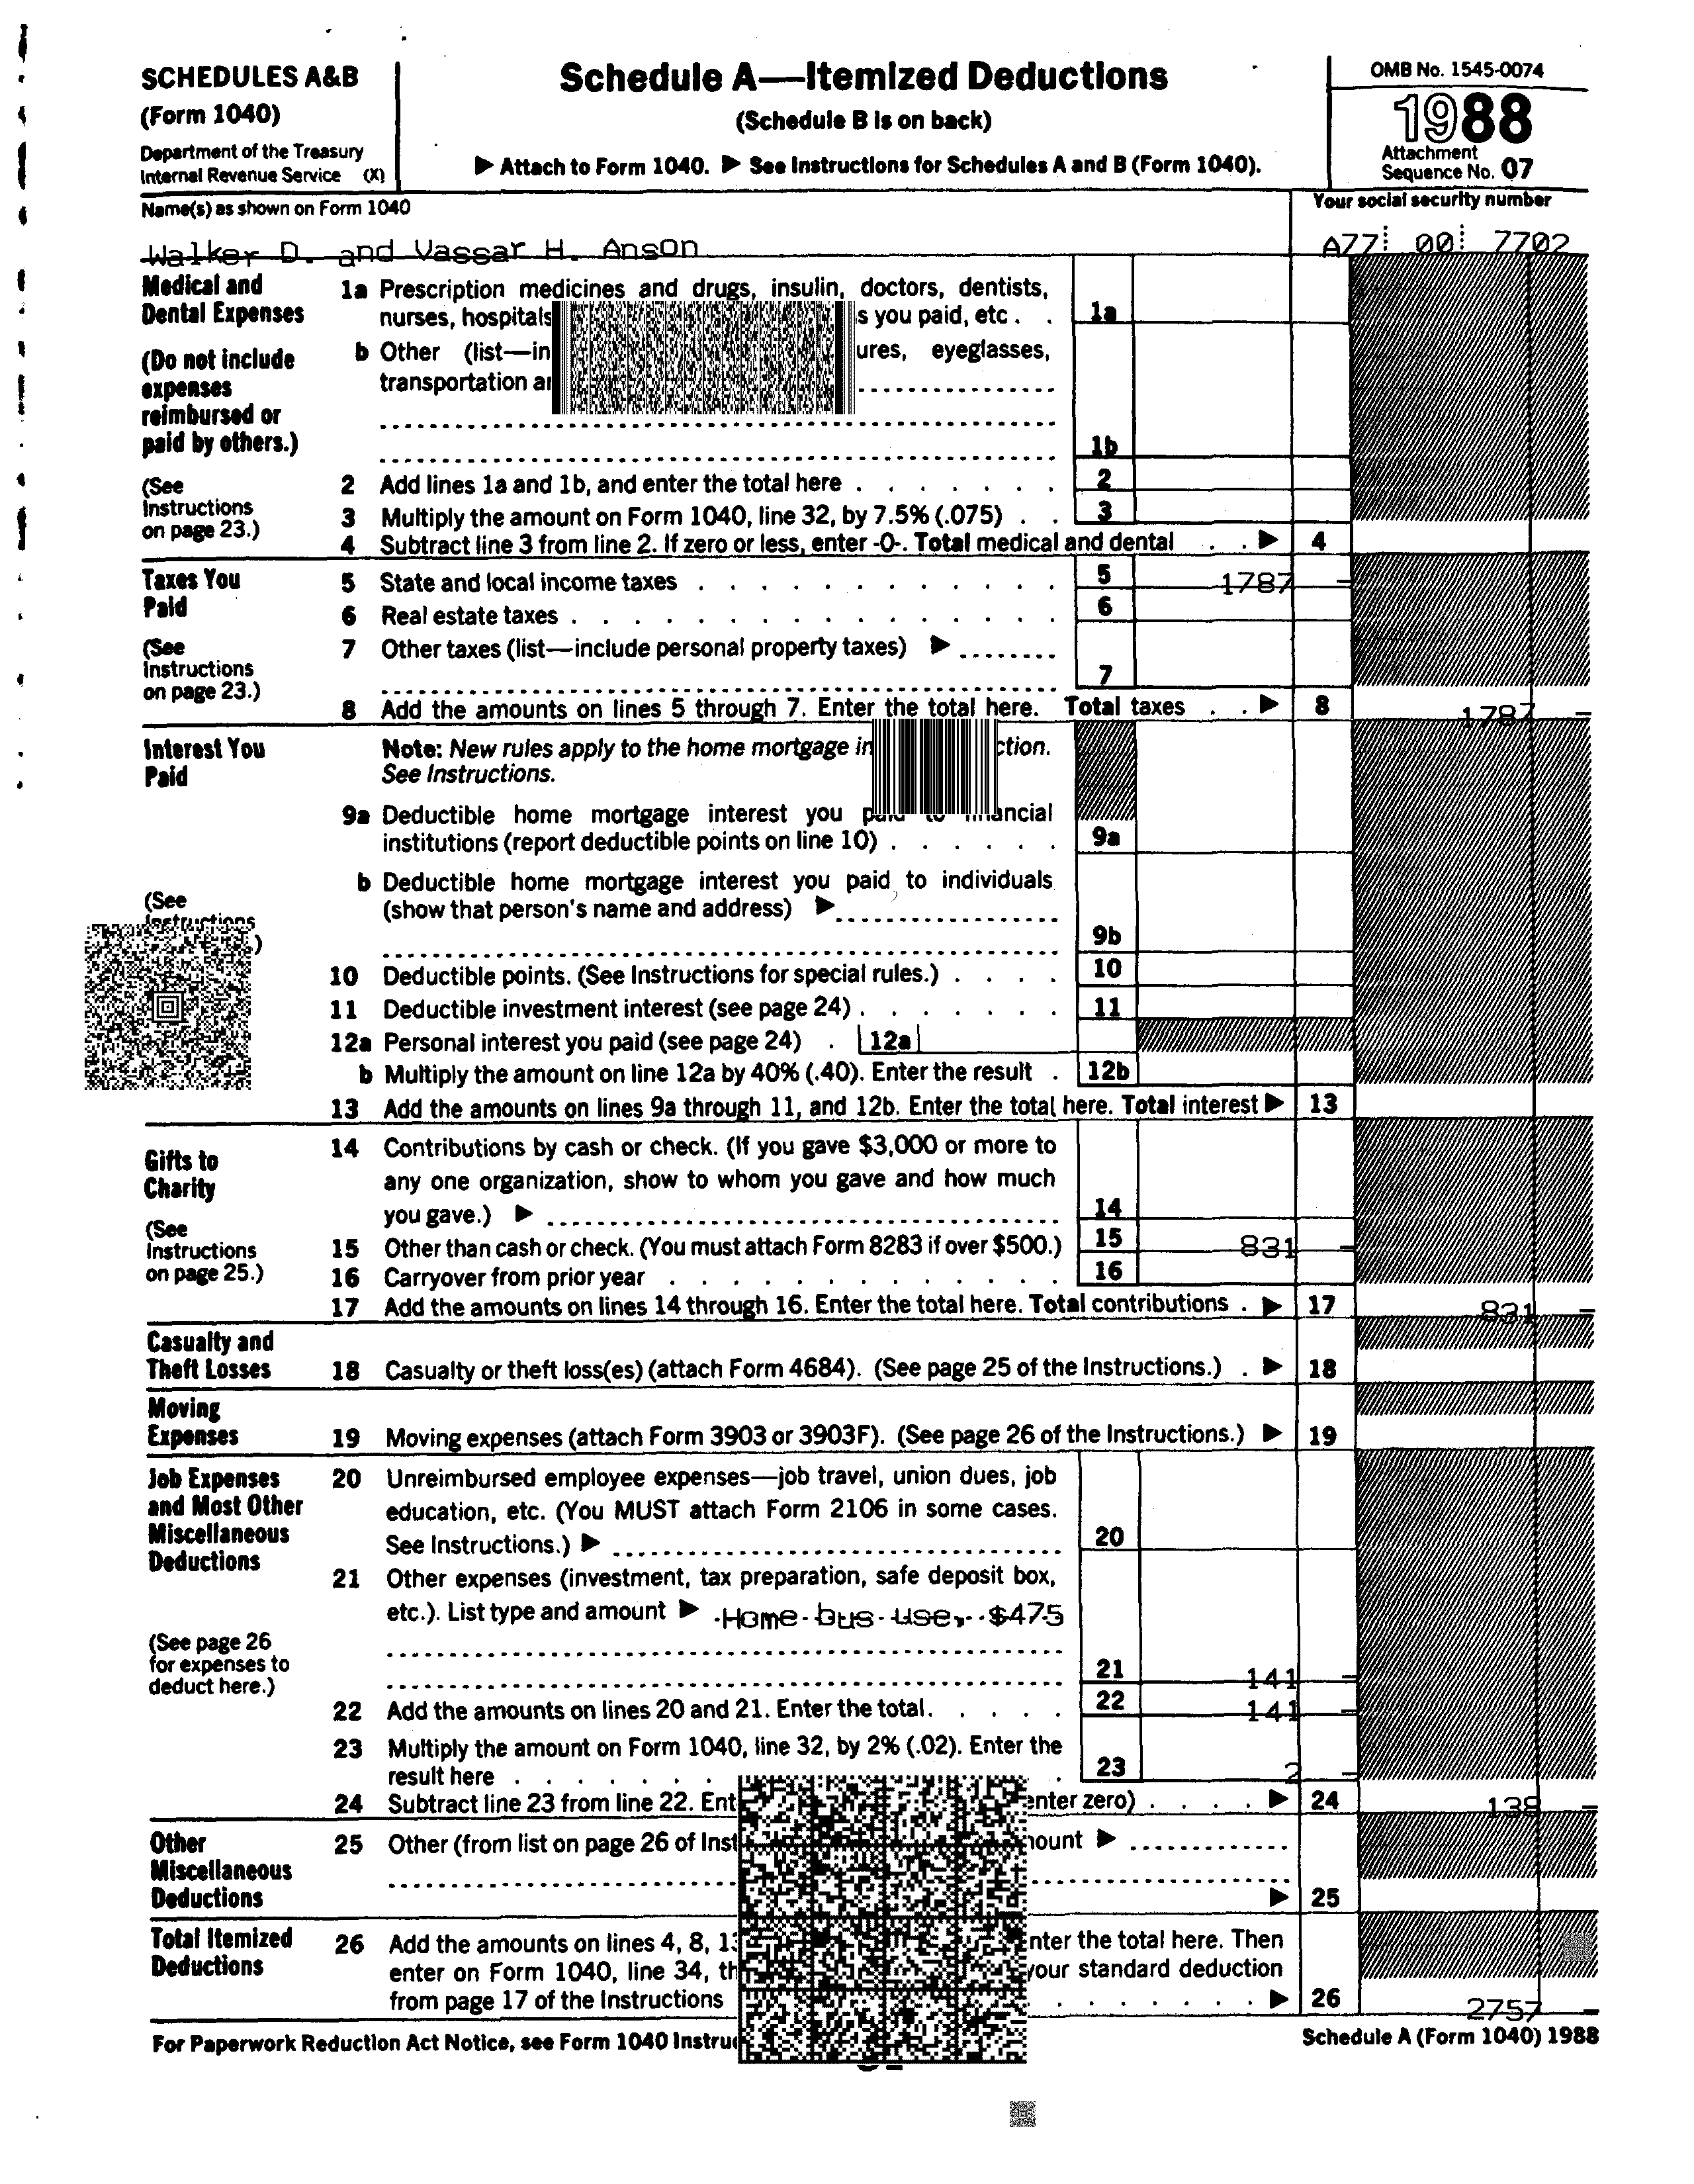 SCHEDULES A&B
(Form 1040)
Department of the Treasury
Internal Revenue Service (X)
Schedule A—Itemized Deductions
(Schedule B is on back)
▶ Attach to Form 1040. ▶ See Instructions for Schedules A and B (Form 1040).
OMB No. 1545-0074
1988
Attachment
Sequence No. 07
Name(s) as shown on Form 1040
Your social security number
Walker D. and Vassar H. Anson
A77 00 7702
Medical and
Dental Expenses
(Do not include
expenses
reimbursed or
paid by others.)
(See
Instructions
on page 23.)
1a Prescription medicines and drugs, insulin, doctors, dentists,
nurses, hospitals s you paid, etc . . 1a
b Other (list—in ures, eyeglasses,
transportation
1b
2 Add lines 1a and 1b, and enter the total here . . . . . . . 2
3 Multiply the amount on Form 1040, line 32, by 7.5% (.075) . . 3
4 Subtract line 3 from line 2. If zero or less, enter -0-. Total medical and dental . . ▶ 4
Taxes You
Paid
(See
Instructions
on page 23.)
5 State and local income taxes . . . . . . . . . . . . 5 1787 –
6 Real estate taxes . . . . . . . . . . . . . . . . 6
7 Other taxes (list—include personal property taxes) ▶
7
8 Add the amounts on lines 5 through 7. Enter the total here. Total taxes . . ▶ 8 1787 –
Interest You
Paid
(See
Instructions
)
Note: New rules apply to the home mortgage in ction.
See Instructions.
9a Deductible home mortgage interest you paid to financial
institutions (report deductible points on line 10) . . . . . . 9a
b Deductible home mortgage interest you paid to individuals
(show that person's name and address) ▶
9b
10 Deductible points. (See Instructions for special rules.) . . . . 10
11 Deductible investment interest (see page 24) . . . . . . . 11
12a Personal interest you paid (see page 24) . 12a
b Multiply the amount on line 12a by 40% (.40). Enter the result . 12b
13 Add the amounts on lines 9a through 11, and 12b. Enter the total here. Total interest ▶ 13
Gifts to
Charity
(See
Instructions
on page 25.)
14 Contributions by cash or check. (If you gave $3,000 or more to
any one organization, show to whom you gave and how much
you gave.) ▶ 14
15 Other than cash or check. (You must attach Form 8283 if over $500.) 15 831 –
16 Carryover from prior year . . . . . . . . . . . . . 16
17 Add the amounts on lines 14 through 16. Enter the total here. Total contributions . ▶ 17 831 –
Casualty and
Theft Losses
18 Casualty or theft loss(es) (attach Form 4684). (See page 25 of the Instructions.) . ▶ 18
Moving
Expenses
19 Moving expenses (attach Form 3903 or 3903F). (See page 26 of the Instructions.) ▶ 19
Job Expenses
and Most Other
Miscellaneous
Deductions
(See page 26
for expenses to
deduct here.)
20 Unreimbursed employee expenses—job travel, union dues, job
education, etc. (You MUST attach Form 2106 in some cases.
See Instructions.) ▶ 20
21 Other expenses (investment, tax preparation, safe deposit box,
etc.). List type and amount ▶ Home bus use, $475
21 141 –
22 Add the amounts on lines 20 and 21. Enter the total. . . . . 22 141 –
23 Multiply the amount on Form 1040, line 32, by 2% (.02). Enter the
result here . . . . . . . 23 2 –
24 Subtract line 23 from line 22. Ent enter zero) . . . . ▶ 24 139 –
Other
Miscellaneous
Deductions
25 Other (from list on page 26 of Inst ount ▶
▶ 25
Total Itemized
Deductions
26 Add the amounts on lines 4, 8, 13 nter the total here. Then
enter on Form 1040, line 34, th your standard deduction
from page 17 of the Instructions . . . . . . . ▶ 26 2757 –
For Paperwork Reduction Act Notice, see Form 1040 Instru
Schedule A (Form 1040) 1988